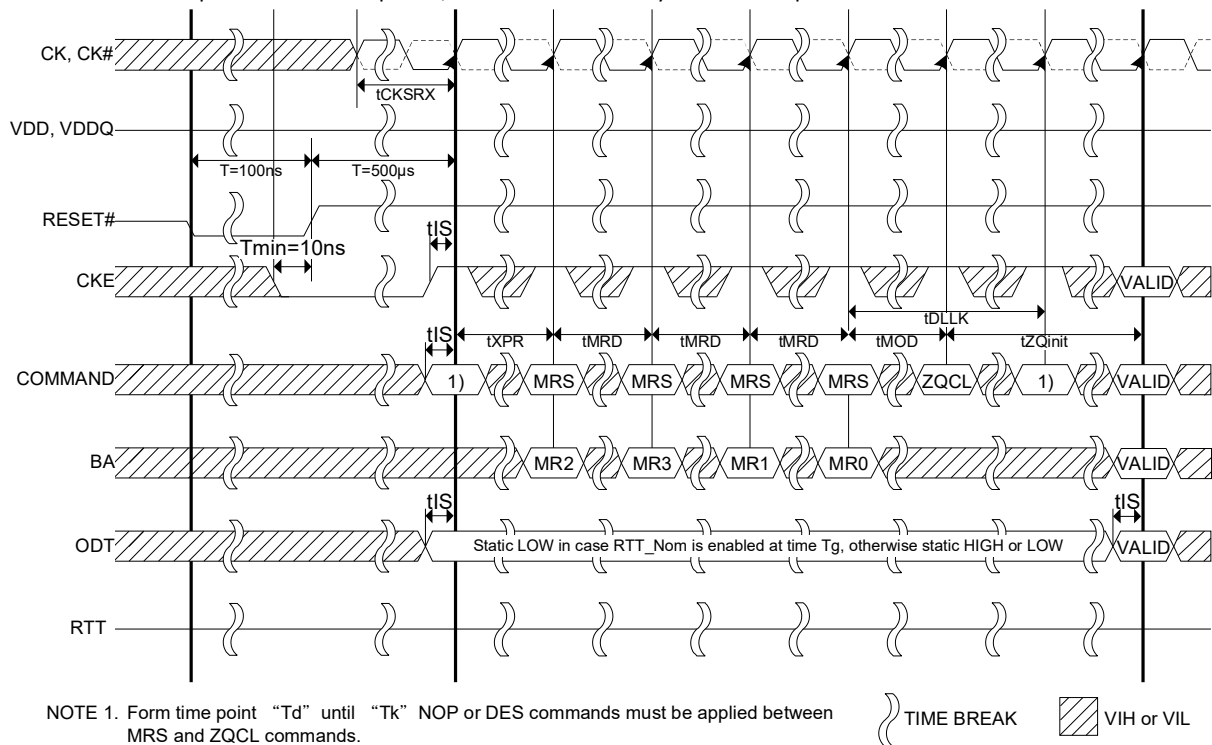 CK, CK#
tCKSRX
VDD, VDDQ
T=100ns T=500µs
RESET#
Tmin=10ns
tIS
CKE
VALID
tDLLK
tIS
tXPR tMRD tMRD tMRD tMOD tZQinit
COMMAND
1) MRS MRS MRS MRS ZQCL 1) VALID
BA
MR2 MR3 MR1 MR0 VALID
tIS tIS
ODT
Static LOW in case RTT_Nom is enabled at time Tg, otherwise static HIGH or LOW
VALID
RTT
NOTE 1. Form time point “Td” until “Tk” NOP or DES commands must be applied between
MRS and ZQCL commands.
TIME BREAK
VIH or VIL